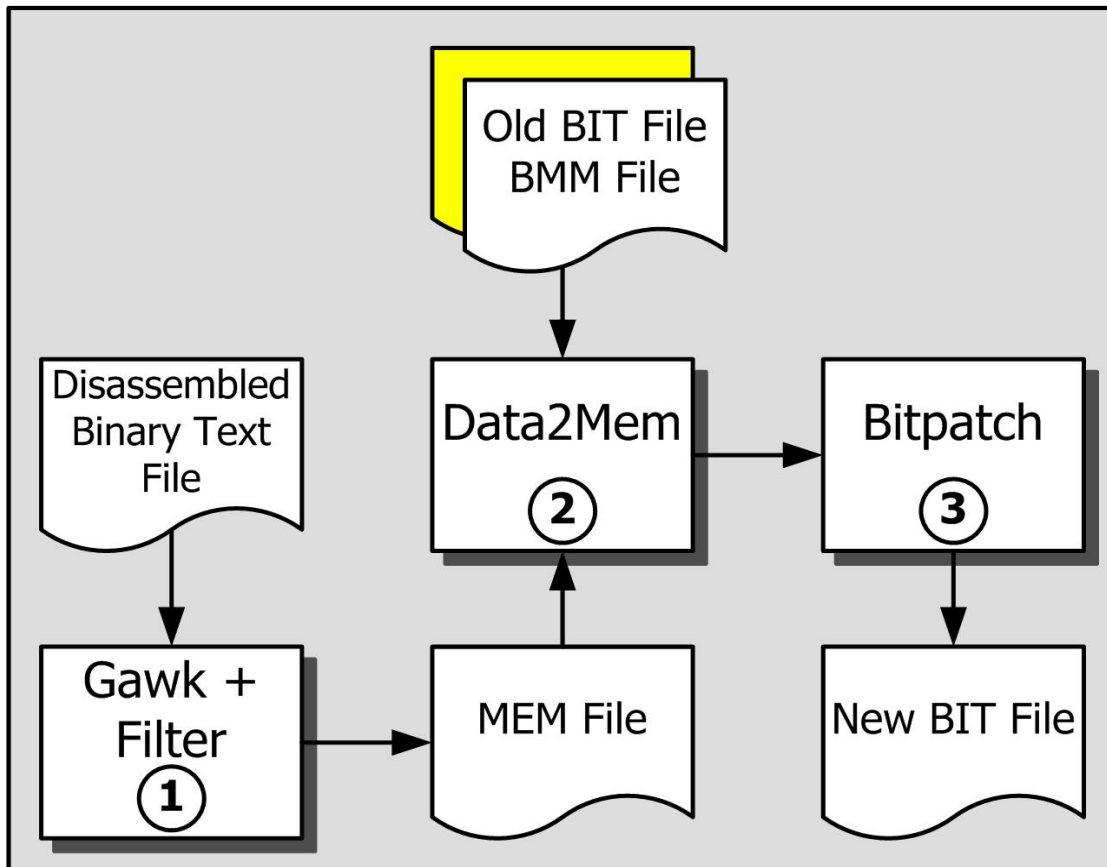 Old BIT File
BMM File
Disassembled
Binary Text
File
Data2Mem
2
Bitpatch
3
Gawk +
Filter
1
MEM File
New BIT File